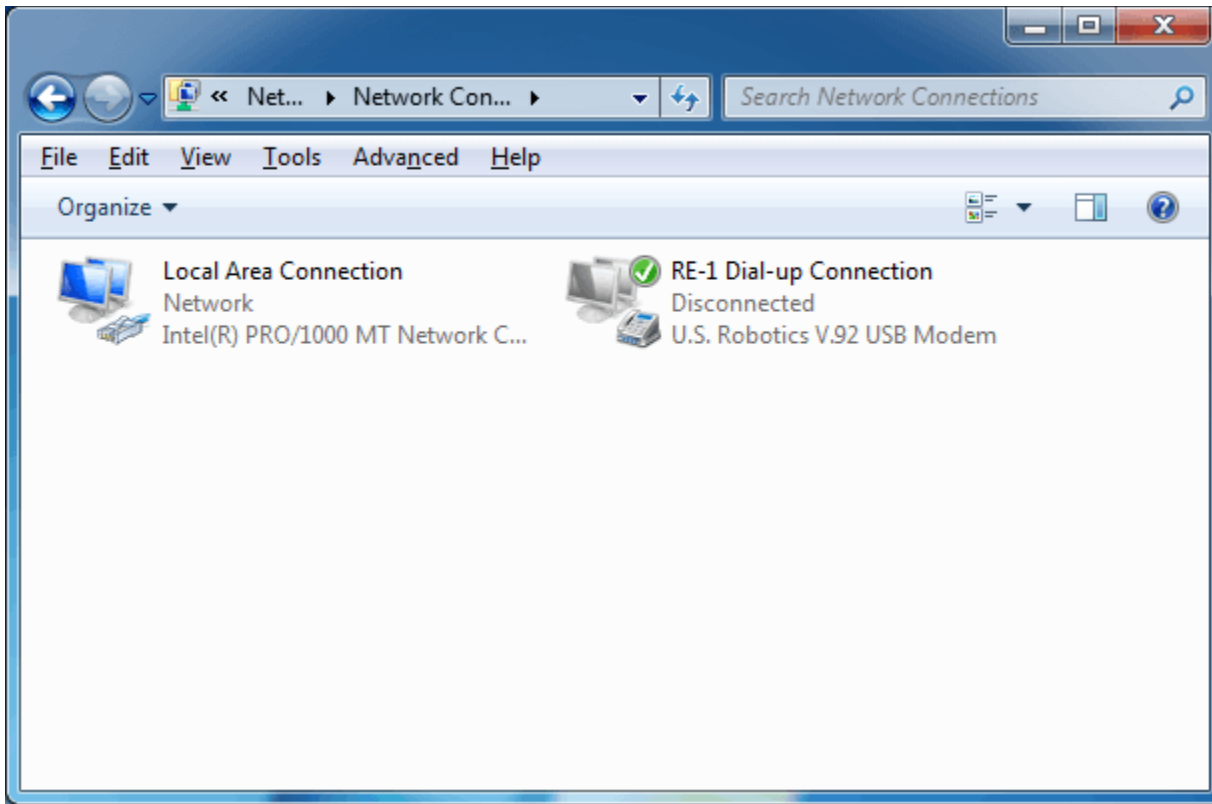 « Net... Network Con... Search Network Connections
File Edit View Tools Advanced Help
Organize
Local Area Connection
Network
Intel(R) PRO/1000 MT Network C...
RE-1 Dial-up Connection
Disconnected
U.S. Robotics V.92 USB Modem